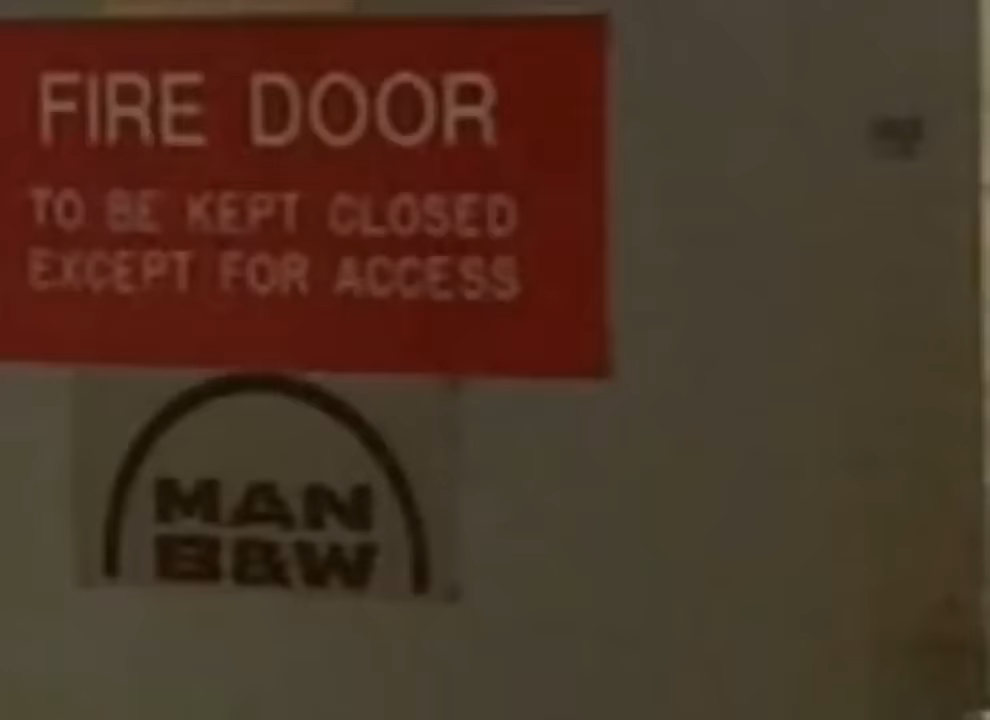 FIRE DOOR
TO BE KEPT CLOSED
EXCEPT FOR ACCESS
MAN
B&W